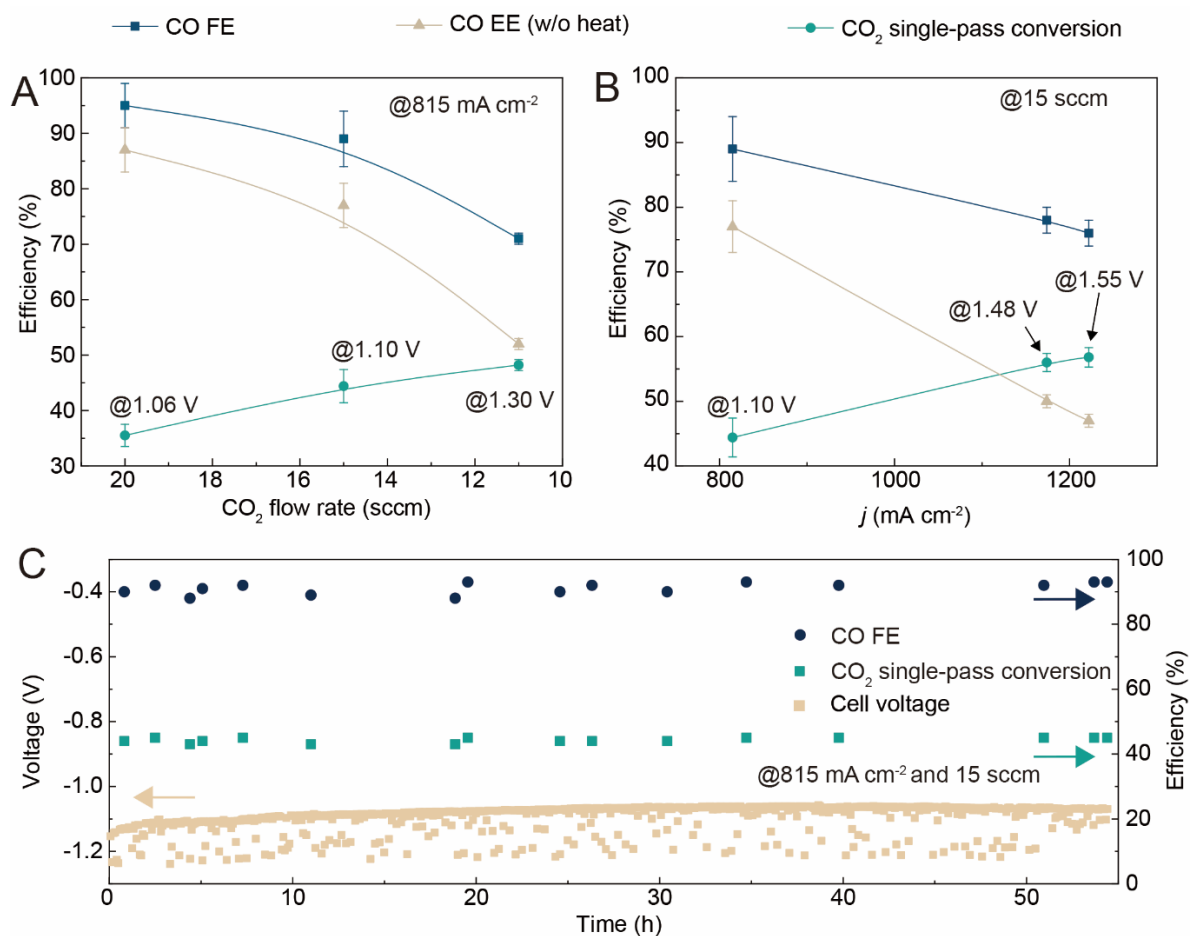 CO FE
CO EE (w/o heat)
CO₂ single-pass conversion
A
@815 mA cm⁻²
100
90
80
70
60
50
40
30
Efficiency (%)
@1.06 V
@1.10 V
@1.30 V
20
18
16
14
12
10
CO₂ flow rate (sccm)
B
@15 sccm
100
90
80
70
60
50
40
Efficiency (%)
@1.10 V
@1.48 V
@1.55 V
800
1000
1200
j (mA cm⁻²)
C
-0.4
-0.6
-0.8
-1.0
-1.2
Voltage (V)
CO FE
CO₂ single-pass conversion
Cell voltage
@815 mA cm⁻² and 15 sccm
100
80
60
40
20
0
Efficiency (%)
0
10
20
30
40
50
Time (h)